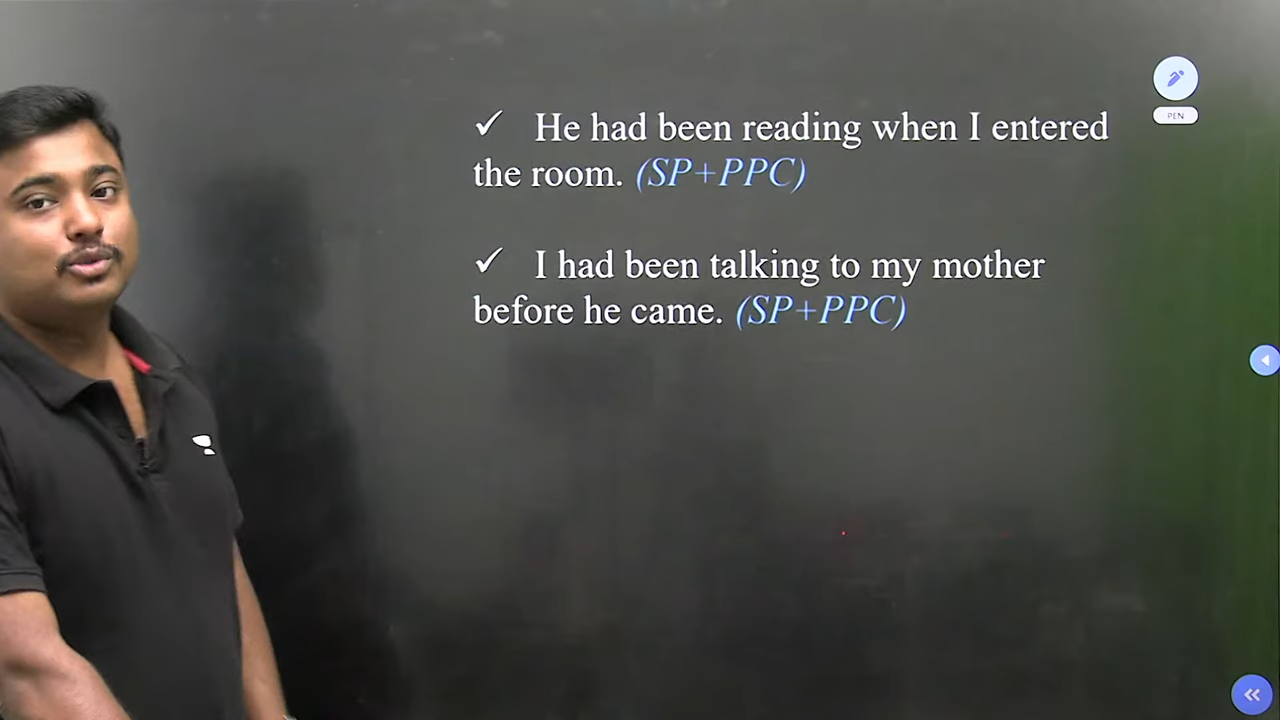 ✓ He had been reading when I entered
the room. (SP+PPC)
✓ I had been talking to my mother
before he came. (SP+PPC)
PEN